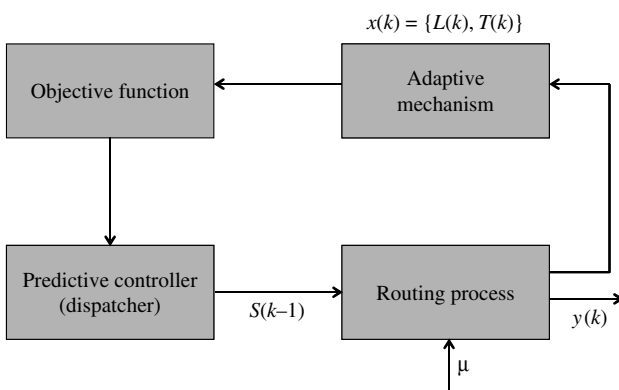 x(k) = {L(k), T(k)}
Objective function
Adaptive
mechanism
Predictive controller
(dispatcher)
S(k–1)
Routing process
y(k)
μ